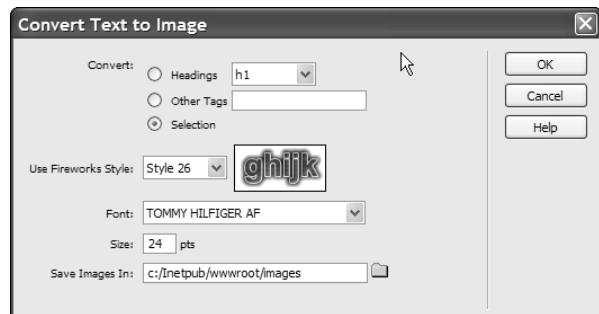 Convert Text to Image
Convert: Headings h1 OK
Other Tags Cancel
Selection Help
Use Fireworks Style: Style 26 ghijk
Font: TOMMY HILFIGER AF
Size: 24 pts
Save Images In: c:/Inetpub/wwwroot/images